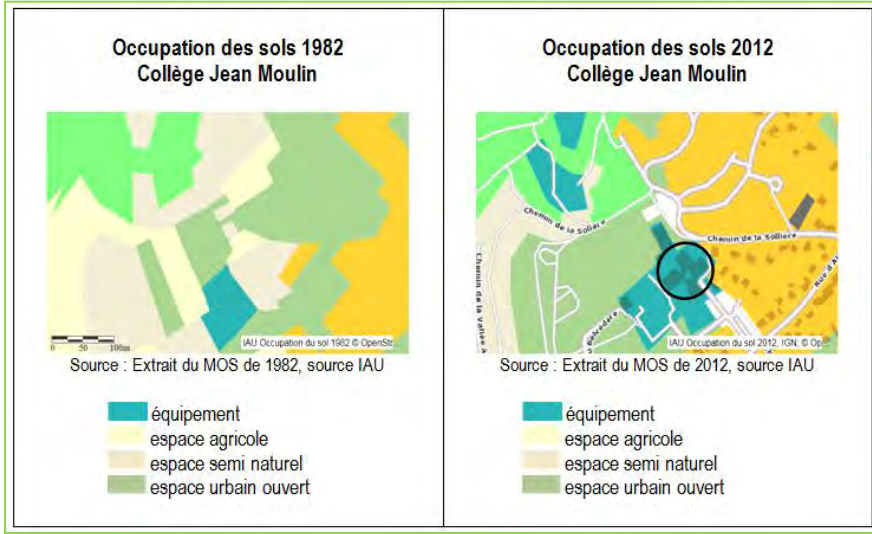 Occupation des sols 1982
Collège Jean Moulin
0 50 100m
IAU Occupation du sol 1982 © OpenStr...
Source : Extrait du MOS de 1982, source IAU
équipement
espace agricole
espace semi naturel
espace urbain ouvert
Occupation des sols 2012
Collège Jean Moulin
Chemin de la Sollière
Chemin de la Sollière
Chemin de la Vallée A
Rue d'A
u Belvédère
IAU Occupation du sol 2012, IGN, © Op...
Source : Extrait du MOS de 2012, source IAU
équipement
espace agricole
espace semi naturel
espace urbain ouvert